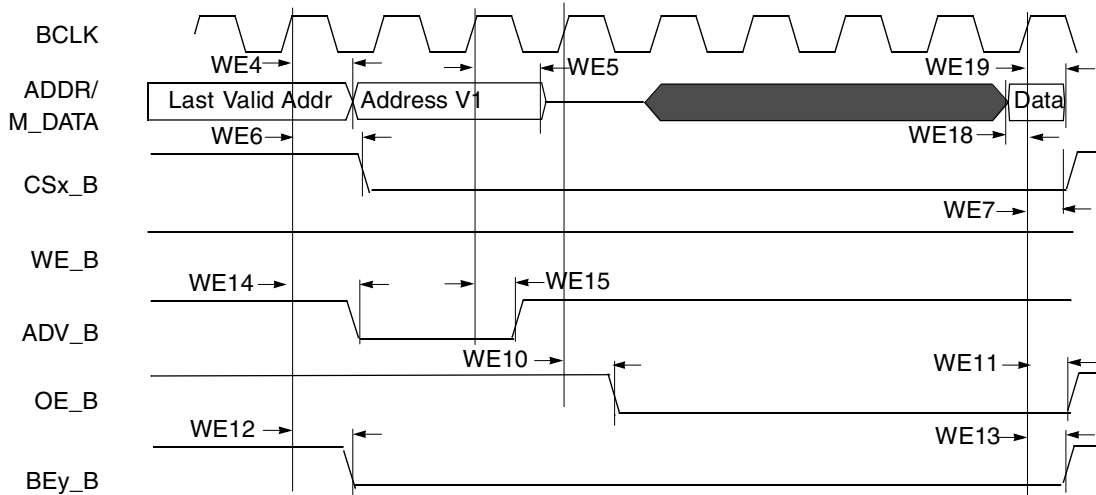 BCLK
WE4
WE5
WE19
ADDR/
M_DATA
Last Valid Addr
Address V1
Data
WE6
WE18
CSx_B
WE7
WE_B
WE14
WE15
ADV_B
WE10
WE11
OE_B
WE12
WE13
BEy_B